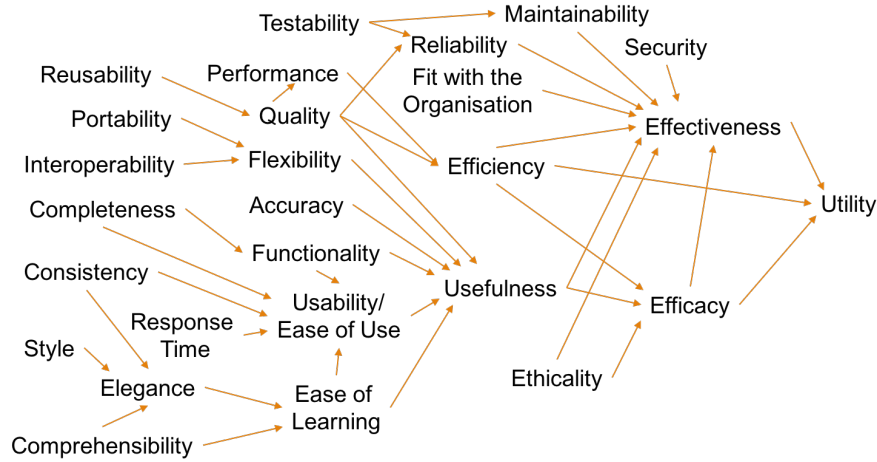 Testability
Maintainability
Reliability
Security
Reusability
Performance
Fit with the
Organisation
Portability
Quality
Effectiveness
Interoperability
Flexibility
Efficiency
Completeness
Accuracy
Utility
Functionality
Consistency
Usefulness
Usability/
Ease of Use
Efficacy
Response
Time
Style
Elegance
Ethicality
Ease of
Learning
Comprehensibility